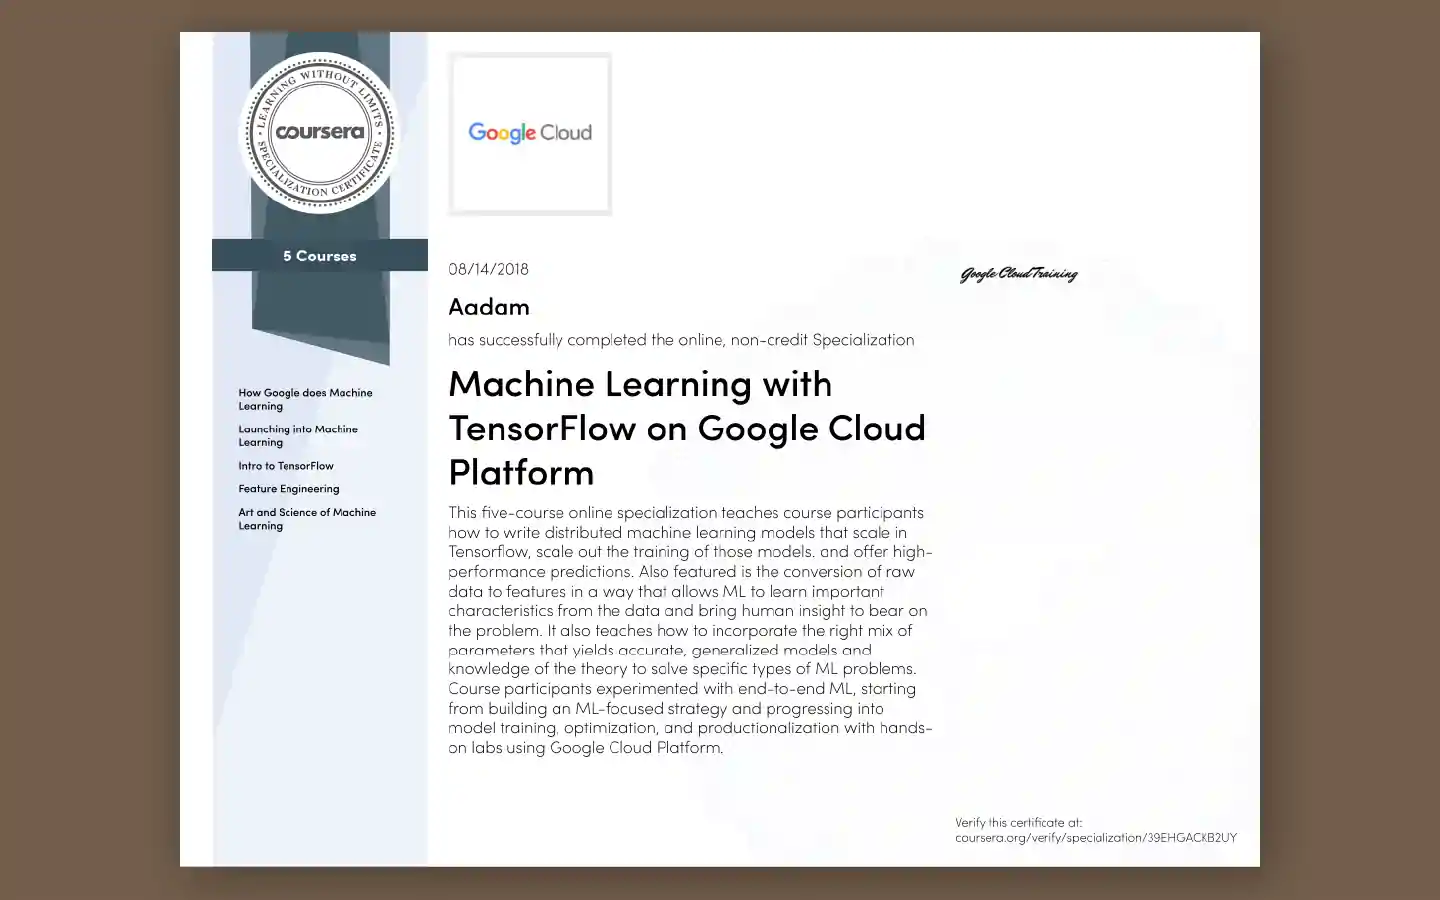 LEARNING WITHOUT LIMITS
coursera
SPECIALIZATION CERTIFICATE
5 Courses
How Google does Machine
Learning
Launching into Machine
Learning
Intro to TensorFlow
Feature Engineering
Art and Science of Machine
Learning
Google Cloud
08/14/2018
Aadam
has successfully completed the online, non-credit Specialization
Machine Learning with
TensorFlow on Google Cloud
Platform
This five-course online specialization teaches course participants
how to write distributed machine learning models that scale in
Tensorflow, scale out the training of those models. and offer high-
performance predictions. Also featured is the conversion of raw
data to features in a way that allows ML to learn important
characteristics from the data and bring human insight to bear on
the problem. It also teaches how to incorporate the right mix of
parameters that yields accurate, generalized models and
knowledge of the theory to solve specific types of ML problems.
Course participants experimented with end-to-end ML, starting
from building an ML-focused strategy and progressing into
model training, optimization, and productionalization with hands-
on labs using Google Cloud Platform.
Google Cloud Training
Verify this certificate at:
coursera.org/verify/specialization/39EHGACKB2UY